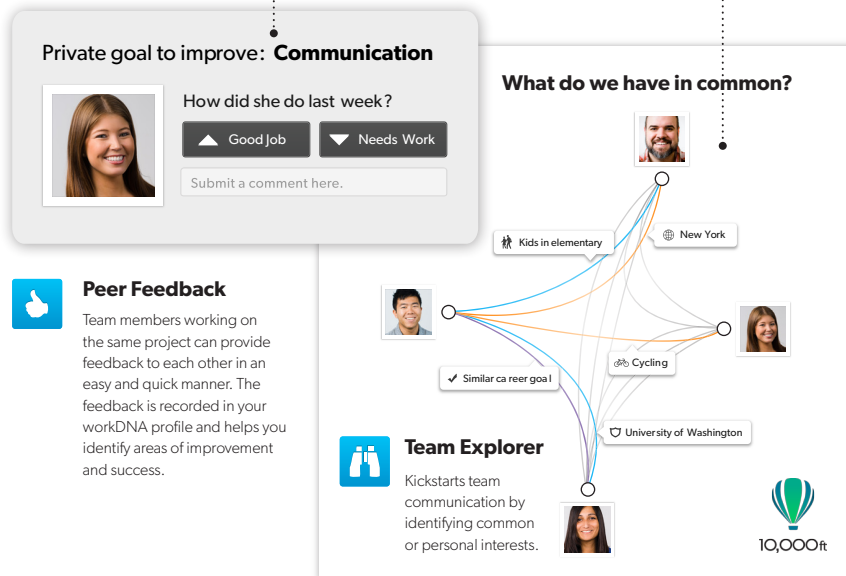 Private goal to improve: Communication
How did she do last week?
Good Job
Needs Work
Submit a comment here.
Peer Feedback
Team members working on
the same project can provide
feedback to each other in an
easy and quick manner. The
feedback is recorded in your
workDNA profile and helps you
identify areas of improvement
and success.
What do we have in common?
Kids in elementary
New York
Cycling
Similar ca reer goa l
University of Washington
Team Explorer
Kickstarts team
communication by
identifying common
or personal interests.
10,000ft